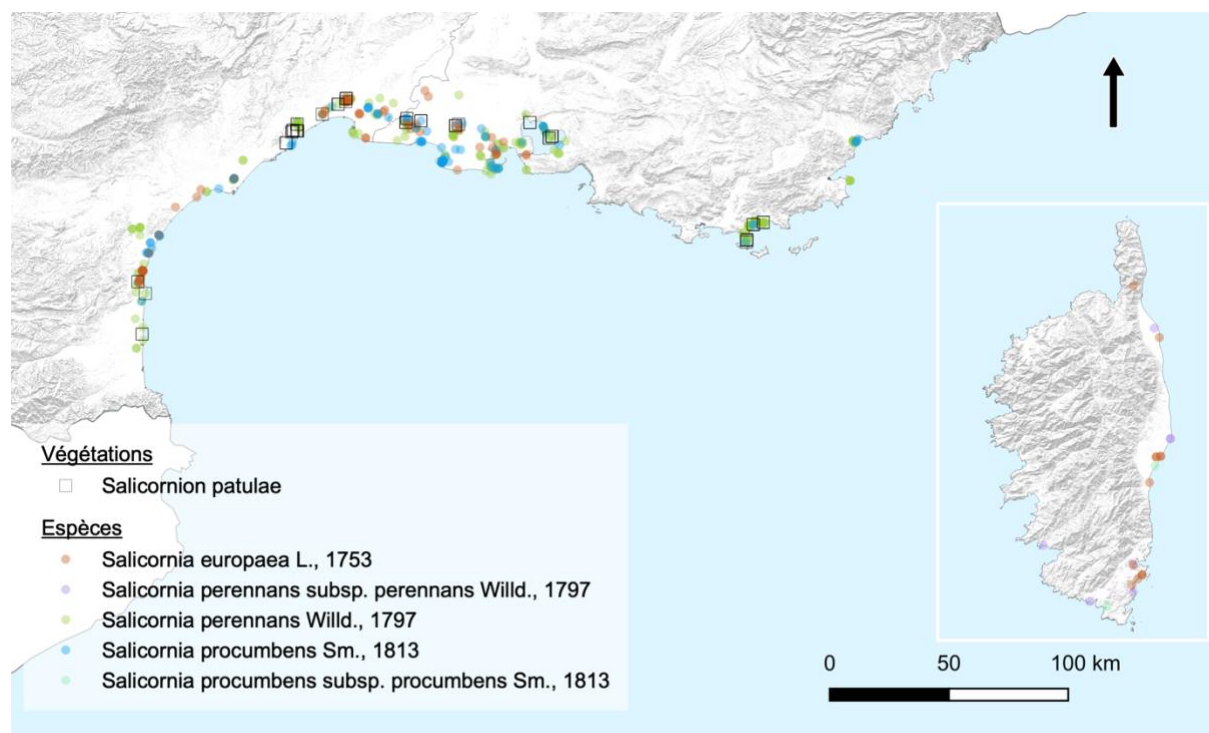 Végétations
Salicornion patulae
Espèces
Salicornia europaea L., 1753
Salicornia perennans subsp. perennans Willd., 1797
Salicornia perennans Willd., 1797
Salicornia procumbens Sm., 1813
Salicornia procumbens subsp. procumbens Sm., 1813
0 50 100 km